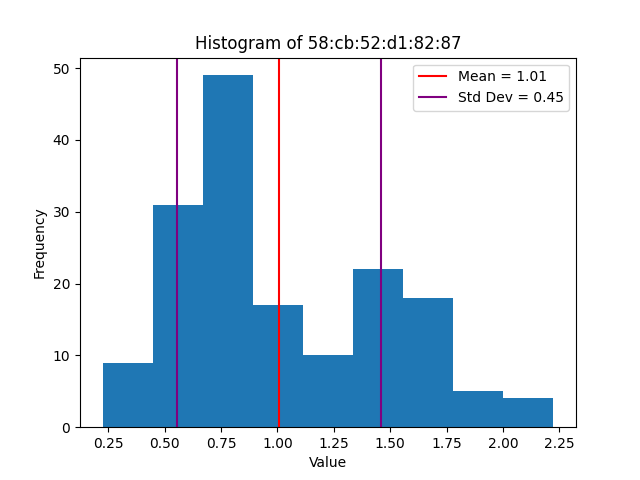 Histogram of 58:cb:52:d1:82:87
Mean = 1.01
Std Dev = 0.45
50
40
30
20
10
0
Frequency
0.25 0.50 0.75 1.00 1.25 1.50 1.75 2.00 2.25
Value